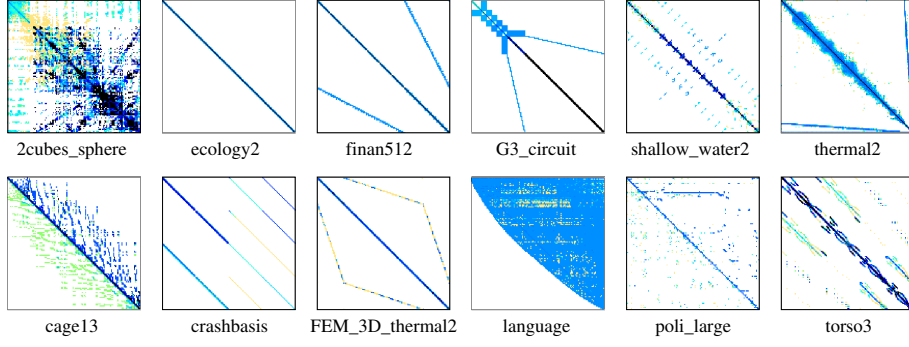 2cubes_sphere ecology2 finan512 G3_circuit shallow_water2 thermal2
cage13 crashbasis FEM_3D_thermal2 language poli_large torso3